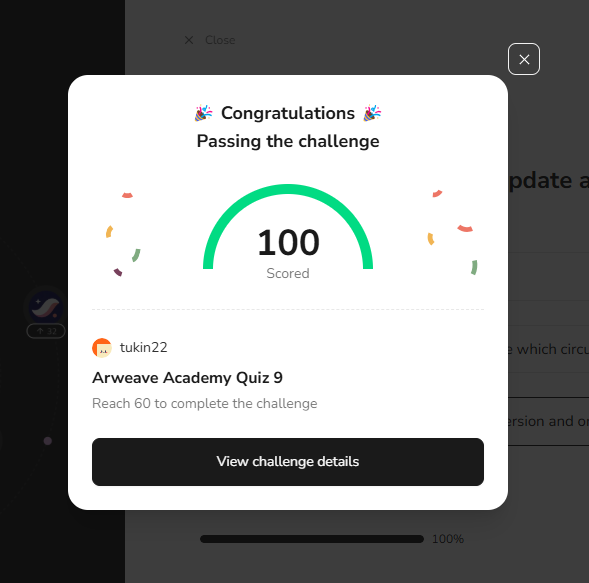 Close
Congratulations
Passing the challenge
pdate a
100
Scored
32
tukin22
e which circu
Arweave Academy Quiz 9
Reach 60 to complete the challenge
ersion and or
View challenge details
100%